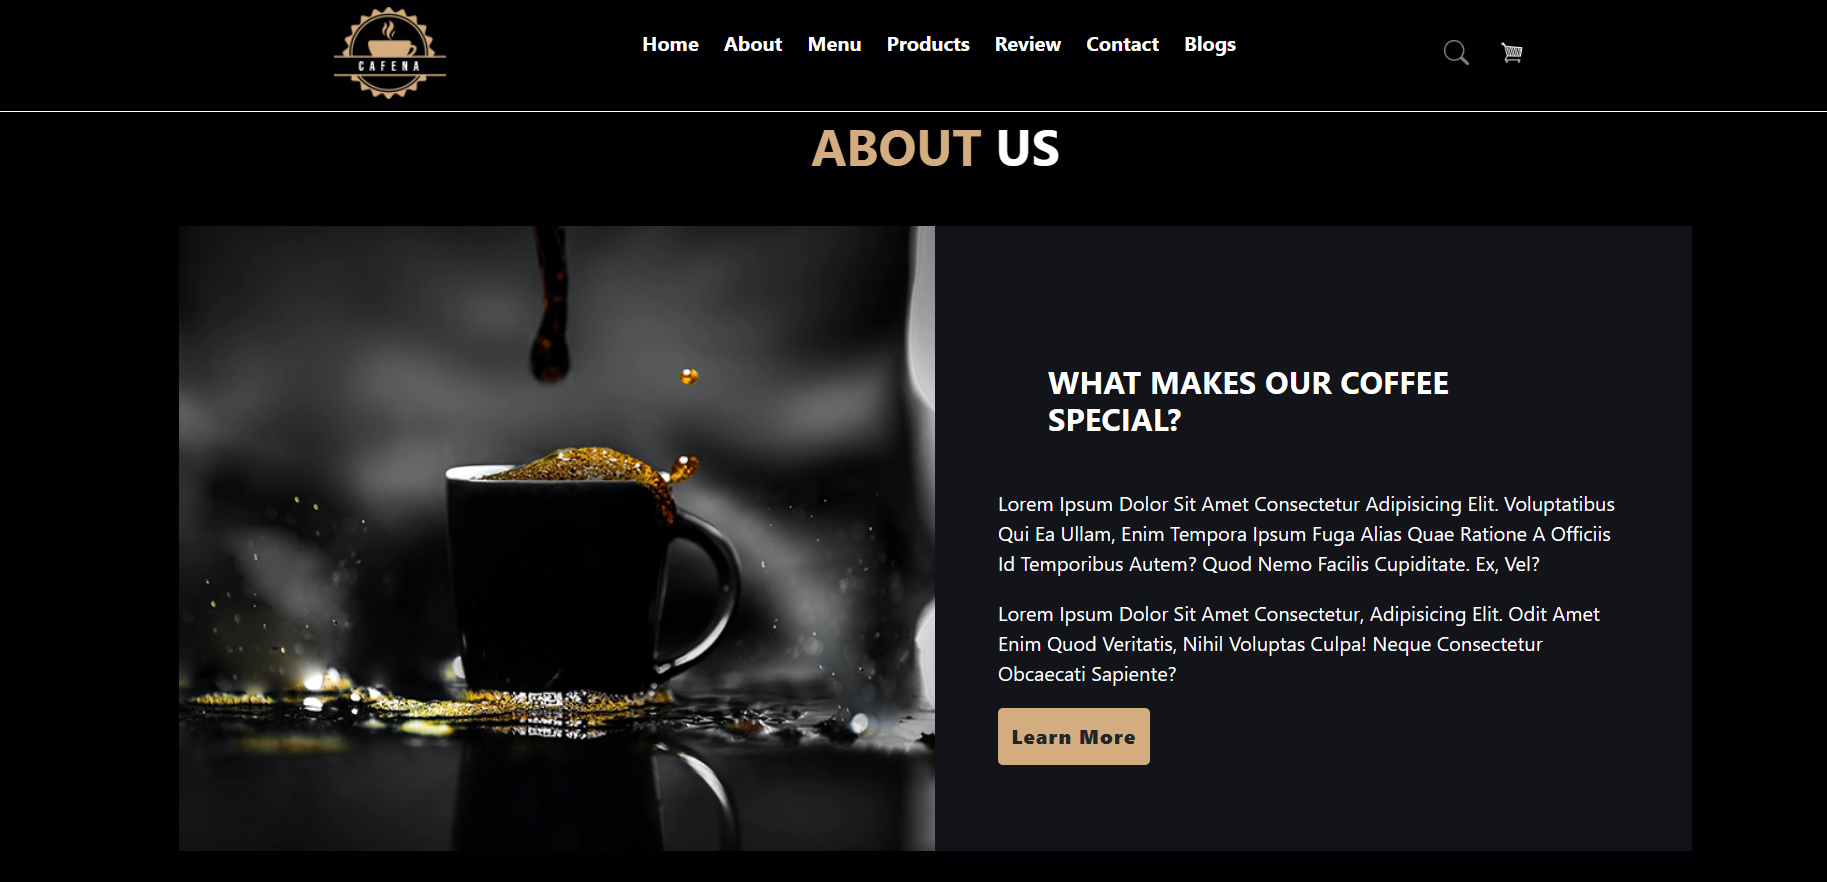 CAFENA
Home About Menu Products Review Contact Blogs
ABOUT US
WHAT MAKES OUR COFFEE
SPECIAL?
Lorem Ipsum Dolor Sit Amet Consectetur Adipisicing Elit. Voluptatibus
Qui Ea Ullam, Enim Tempora Ipsum Fuga Alias Quae Ratione A Officiis
Id Temporibus Autem? Quod Nemo Facilis Cupiditate. Ex, Vel?
Lorem Ipsum Dolor Sit Amet Consectetur, Adipisicing Elit. Odit Amet
Enim Quod Veritatis, Nihil Voluptas Culpa! Neque Consectetur
Obcaecati Sapiente?
Learn More